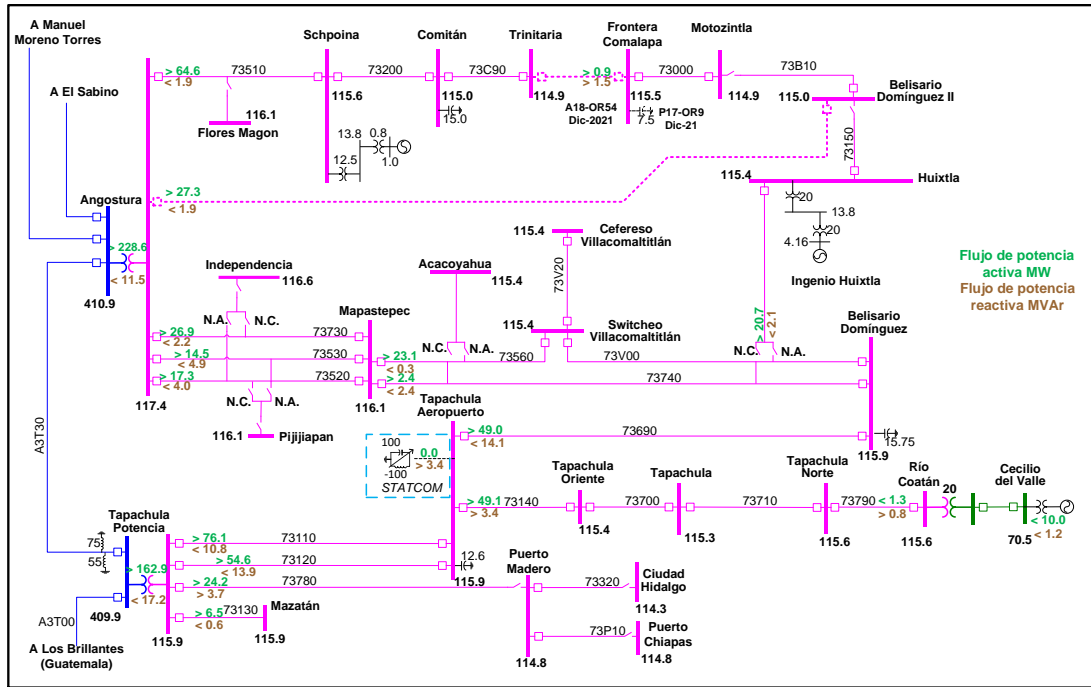 A Manuel
Moreno Torres
A El Sabino
Angostura
> 228.6
< 11.5
410.9
117.4
A3T30
> 64.6
< 1.9
73510
Flores Magon
116.1
Schpoina
115.6
13.8
0.8
12.5
1.0
73200
Comitán
115.0
15.0
73C90
Trinitaria
114.9
> 0.9
> 1.5
Frontera
Comalapa
115.5
A18-OR54
Dic-2021
7.5
P17-OR9
Dic-21
73000
Motozintla
114.9
73B10
Belisario
Domínguez II
115.0
73150
> 27.3
< 1.9
115.4
Huixtla
20
13.8
20
4.16
Ingenio Huixtla
> 20.7
< 2.1
N.C.
N.A.
Flujo de potencia
activa MW
Flujo de potencia
reactiva MVAr
Independencia
116.6
N.A.
N.C.
> 26.9
< 2.2
73730
> 14.5
< 4.9
73530
> 17.3
< 4.0
73520
N.C.
N.A.
116.1
Pijijiapan
Mapastepec
116.1
Acacoyahua
115.4
N.C.
N.A.
> 23.1
< 0.3
73560
> 2.4
< 2.4
73740
Cefereso
Villacomaltitlán
115.4
73V20
115.4
Switcheo
Villacomaltitlán
73V00
Belisario
Domínguez
115.9
15.75
Tapachula
Aeropuerto
> 49.0
< 14.1
73690
100
-100
0.0
> 3.4
STATCOM
> 49.1
> 3.4
73140
Tapachula
Oriente
115.4
73700
Tapachula
115.3
73710
Tapachula
Norte
115.6
73790
< 1.3
> 0.8
Río
Coatán
115.6
20
Cecilio
del Valle
70.5
< 10.0
< 1.2
12.6
115.9
Tapachula
Potencia
75
55
> 162.9
< 17.2
409.9
115.9
A3T00
A Los Brillantes
(Guatemala)
> 76.1
< 10.8
73110
> 54.6
< 13.9
73120
> 24.2
> 3.7
73780
> 6.5
< 0.6
73130
Mazatán
115.9
Puerto
Madero
114.8
73320
Ciudad
Hidalgo
114.3
73P10
Puerto
Chiapas
114.8